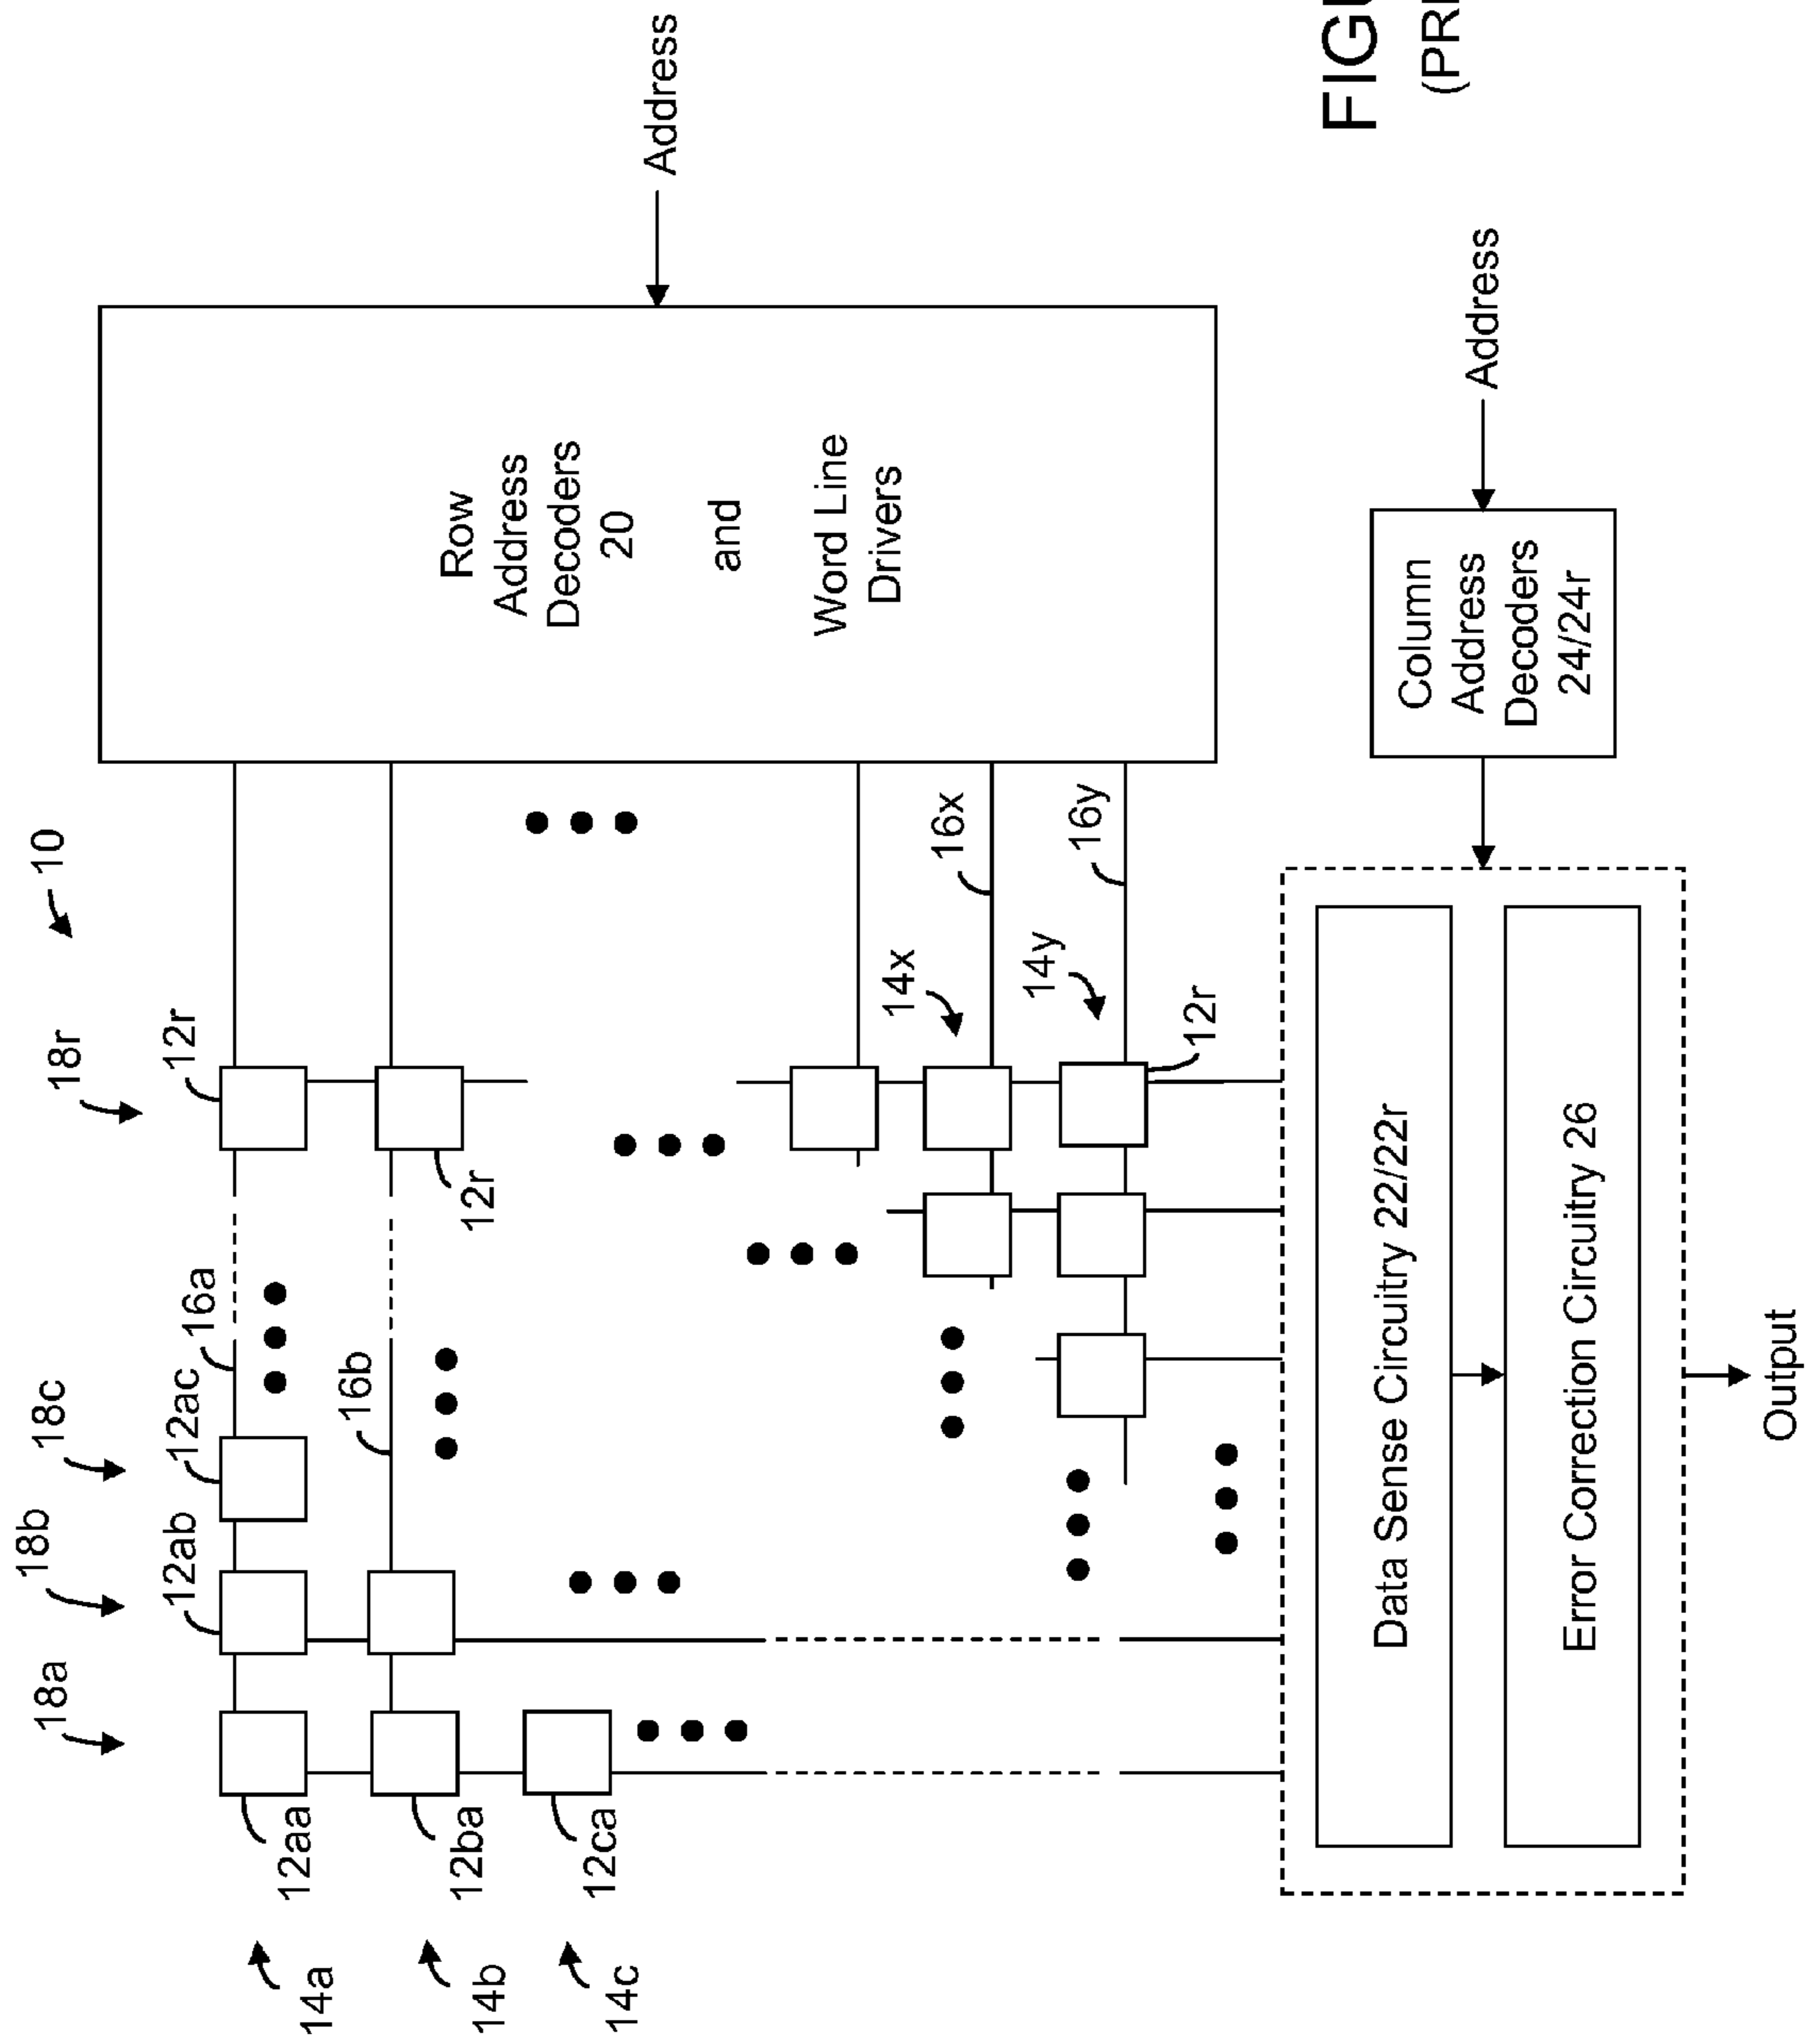 10
18a
18b
18c
18r
12ab
12ac
16a
12r
14a
12aa
16b
12r
14b
12ba
14c
12ca
Row
Address
Decoders
20
and
Word Line
Drivers
Address
14x
16x
14y
16y
12r
Data Sense Circuitry 22/22r
Error Correction Circuitry 26
Column
Address
Decoders
24/24r
Address
Output